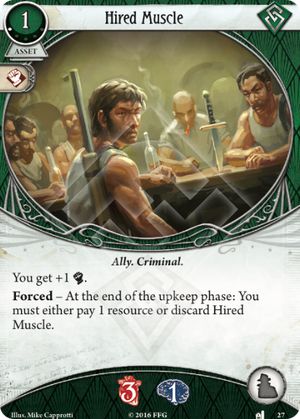 1
Hired Muscle
ASSET
Ally. Criminal.
You get +1 .
Forced – At the end of the upkeep phase: You
must either pay 1 resource or discard Hired
Muscle.
3
1
Illus. Mike Capprotti
© 2016 FFG
27